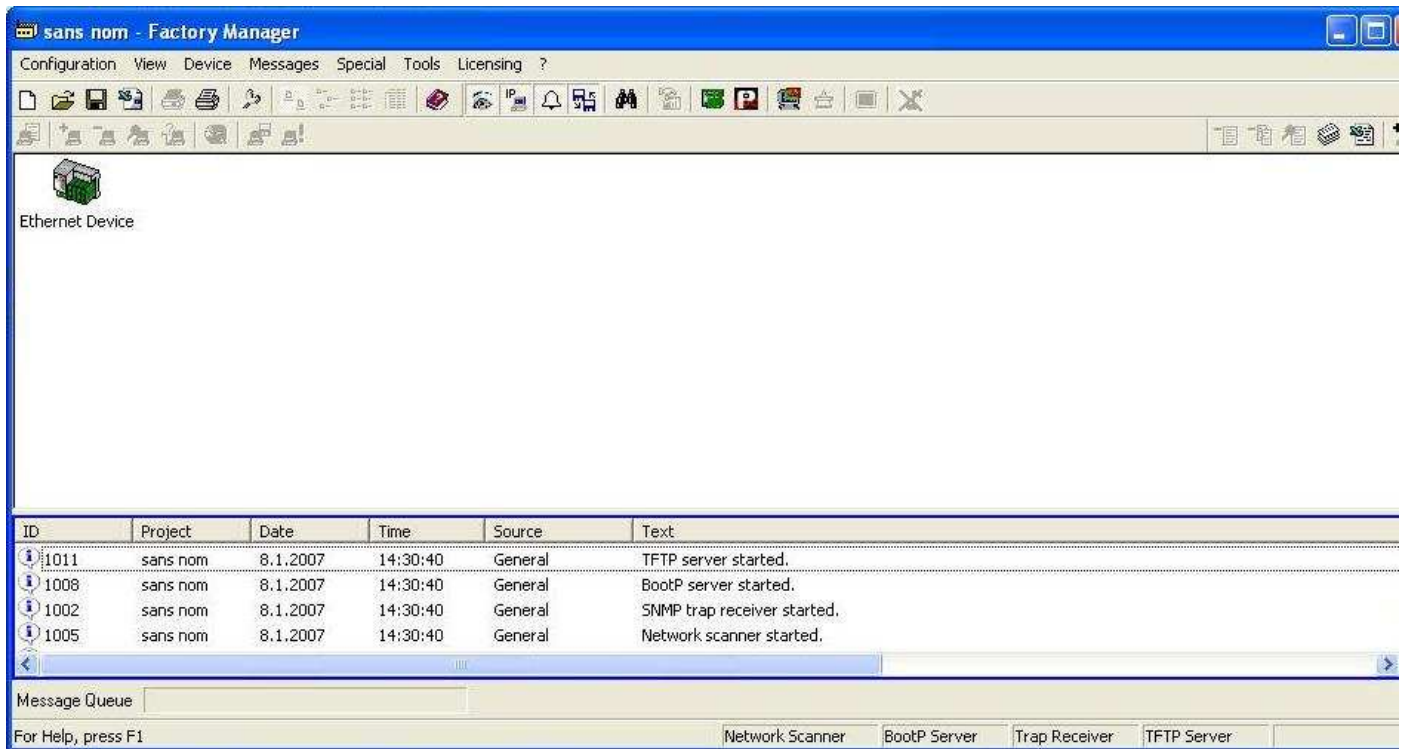 sans nom - Factory Manager
Configuration View Device Messages Special Tools Licensing ?
Ethernet Device
ID Project Date Time Source Text
1011 sans nom 8.1.2007 14:30:40 General TFTP server started.
1008 sans nom 8.1.2007 14:30:40 General BootP server started.
1002 sans nom 8.1.2007 14:30:40 General SNMP trap receiver started.
1005 sans nom 8.1.2007 14:30:40 General Network scanner started.
Message Queue
For Help, press F1 Network Scanner BootP Server Trap Receiver TFTP Server